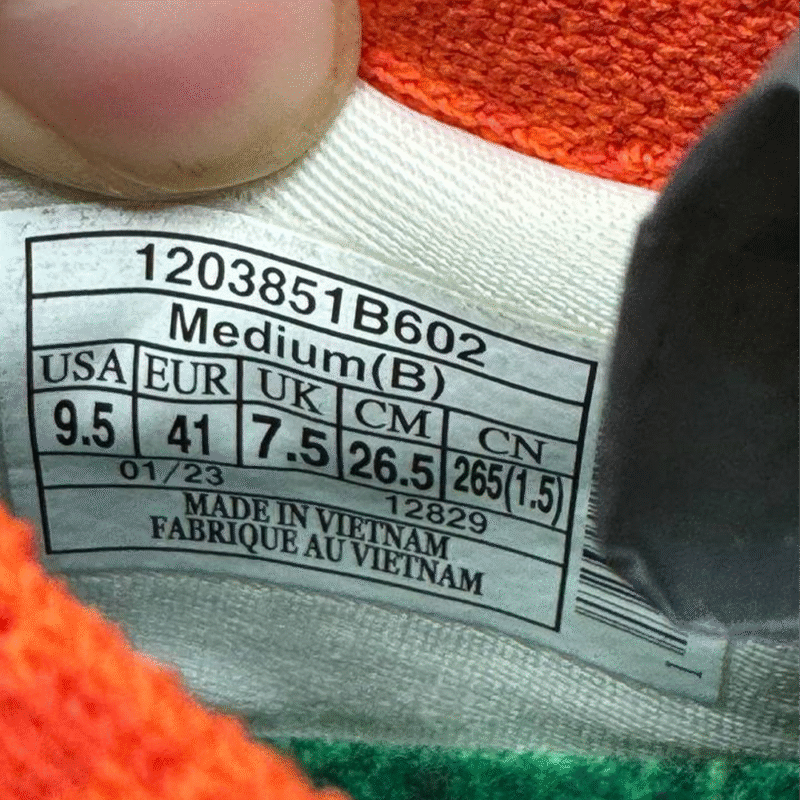 1203851B602
Medium(B)
USA EUR UK CM CN
9.5 41 7.5 26.5 265(1.5)
01/23 12829
MADE IN VIETNAM
FABRIQUE AU VIETNAM